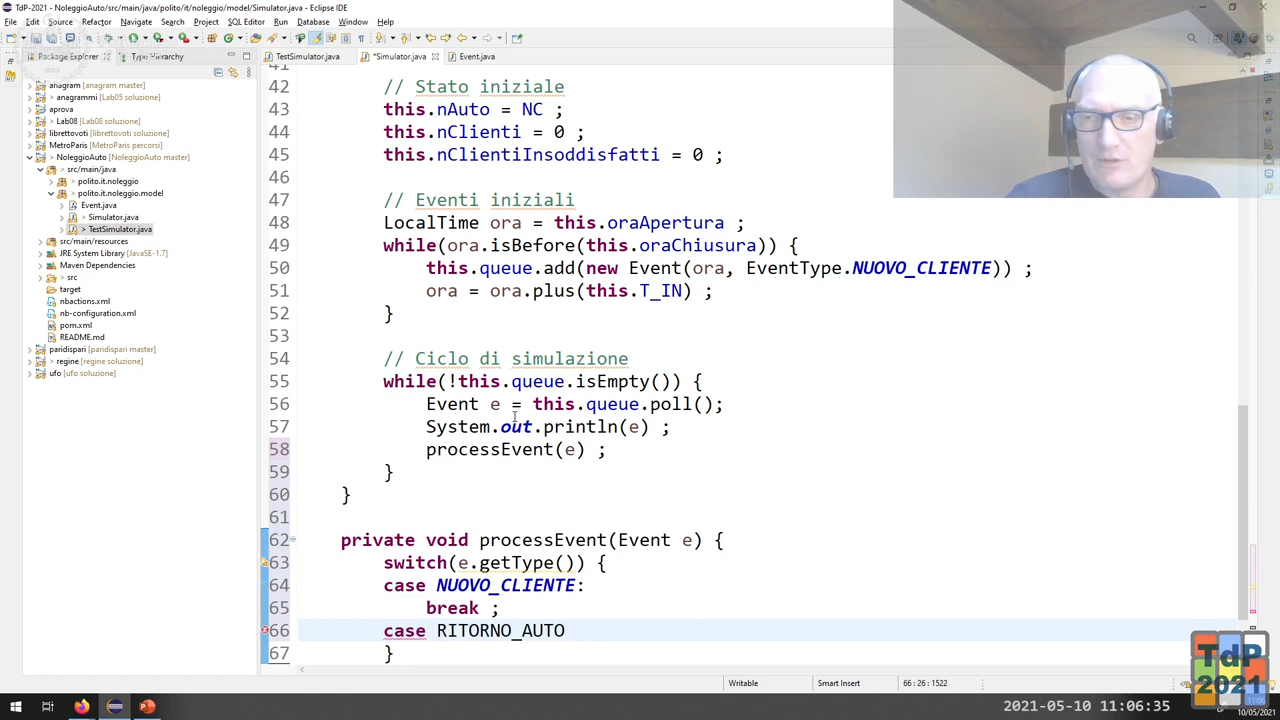 TdP-2021 - NoleggioAuto/src/main/java/polito/it/noleggio/model/Simulator.java - Eclipse IDE
File Edit Source Refactor Navigate Search Project SQL Editor Run Database Window Help
Package Explorer Type Hierarchy
TestSimulator.java *Simulator.java Event.java
anagram [anagram master]
> anagrammi [Lab05 soluzione]
aprova
> Lab08 [Lab08 soluzione]
librettovoti [librettovoti master]
MetroParis [MetroParis percorsi]
> NoleggioAuto [NoleggioAuto master]
> src/main/java
> polito.it.noleggio
> polito.it.noleggio.model
Event.java
> Simulator.java
> TestSimulator.java
src/main/resources
JRE System Library [JavaSE-1.7]
Maven Dependencies
> src
target
nbactions.xml
nb-configuration.xml
pom.xml
README.md
paridispari [paridispari master]
> regine [regine soluzione]
ufo [ufo soluzione]
41
42 // Stato iniziale
43 this.nAuto = NC ;
44 this.nClienti = 0 ;
45 this.nClientiInsoddisfatti = 0 ;
46
47 // Eventi iniziali
48 LocalTime ora = this.oraApertura ;
49 while(ora.isBefore(this.oraChiusura)) {
50 this.queue.add(new Event(ora, EventType.NUOVO_CLIENTE)) ;
51 ora = ora.plus(this.T_IN) ;
52 }
53
54 // Ciclo di simulazione
55 while(!this.queue.isEmpty()) {
56 Event e = this.queue.poll();
57 System.out.println(e) ;
58 processEvent(e) ;
59 }
60 }
61
62 private void processEvent(Event e) {
63 switch(e.getType()) {
64 case NUOVO_CLIENTE:
65 break ;
66 case RITORNO_AUTO
67 }
Writable Smart Insert 66 : 26 : 1522
TdP
2021
2021-05-10 11:06:35
10/05/2021